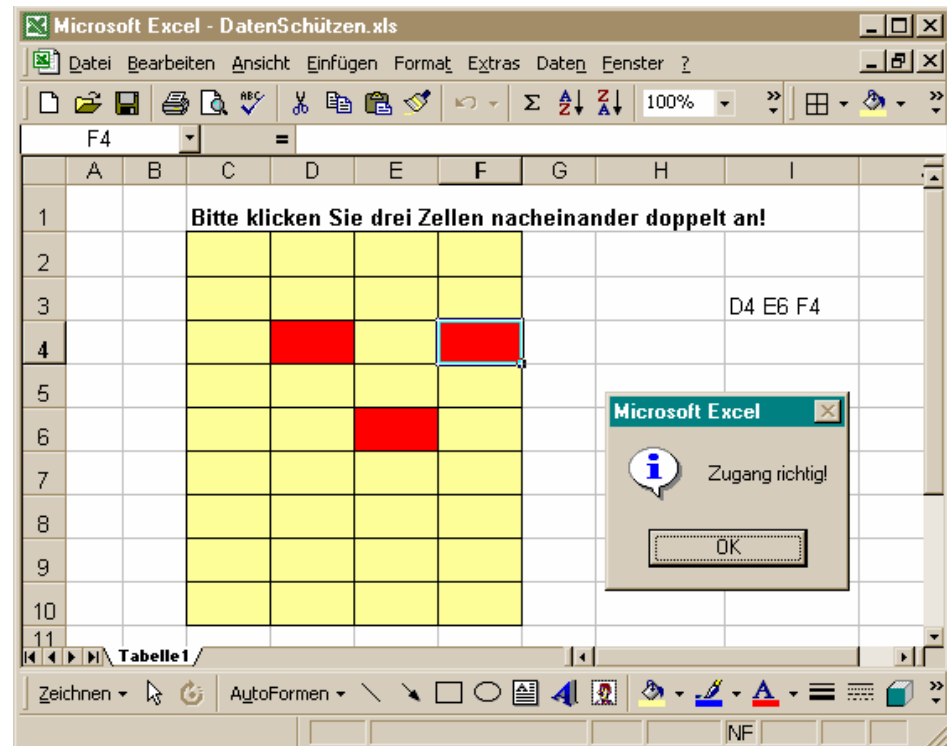 Microsoft Excel - DatenSchützen.xls
Datei Bearbeiten Ansicht Einfügen Format Extras Daten Fenster ?
100%
F4 =
A B C D E F G H I
1 Bitte klicken Sie drei Zellen nacheinander doppelt an!
2
3 D4 E6 F4
4
5
6
7
8
9
10
11
Microsoft Excel
Zugang richtig!
OK
Tabelle1
Zeichnen AutoFormen
NF